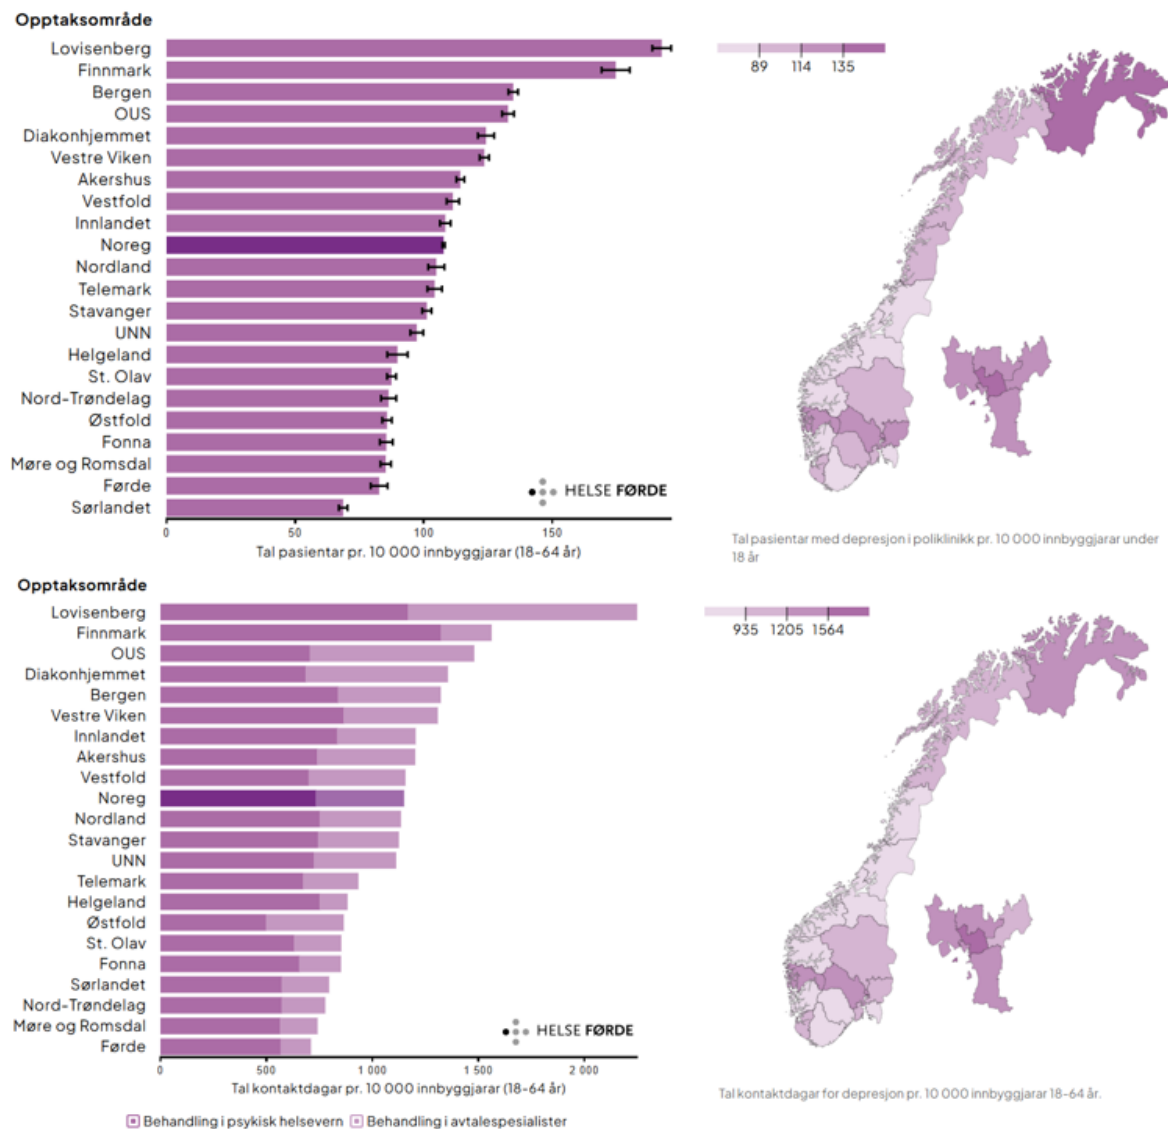 Opptaksområde
Lovisenberg
Finnmark
Bergen
OUS
Diakonhjemmet
Vestre Viken
Akershus
Vestfold
Innlandet
Noreg
Nordland
Telemark
Stavanger
UNN
Helgeland
St. Olav
Nord-Trøndelag
Østfold
Fonna
Møre og Romsdal
Førde
Sørlandet
HELSE FØRDE
0 50 100 150
Tal pasientar pr. 10 000 innbyggjarar (18-64 år)
89 114 135
Tal pasientar med depresjon i poliklinikk pr. 10 000 innbyggjarar under
18 år
Opptaksområde
Lovisenberg
Finnmark
OUS
Diakonhjemmet
Bergen
Vestre Viken
Innlandet
Akershus
Vestfold
Noreg
Nordland
Stavanger
UNN
Telemark
Helgeland
Østfold
St. Olav
Fonna
Sørlandet
Nord-Trøndelag
Møre og Romsdal
Førde
HELSE FØRDE
0 500 1 000 1 500 2 000
Tal kontaktdagar pr. 10 000 innbyggjarar (18-64 år)
Behandling i psykisk helsevern Behandling i avtalespesialister
935 1205 1564
Tal kontaktdagar for depresjon pr. 10 000 innbyggjarar 18-64 år.